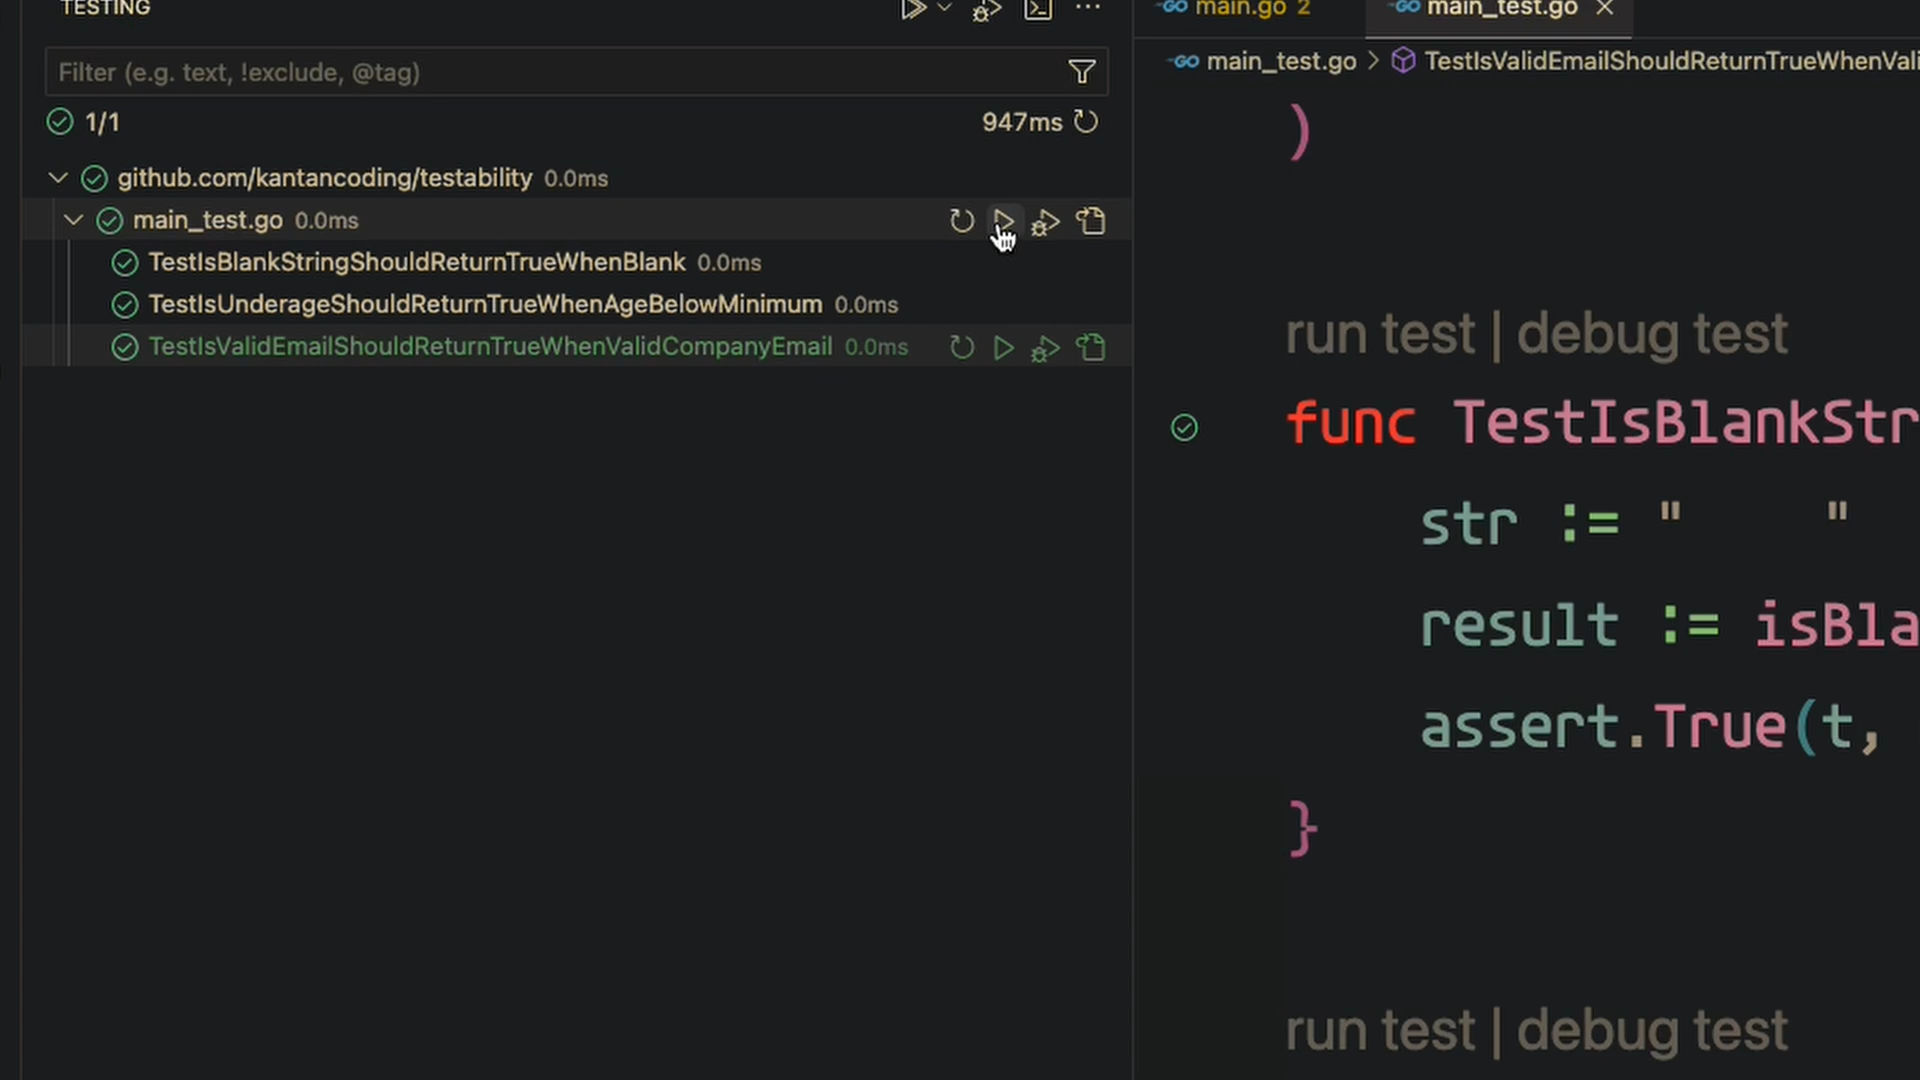 TESTING
Filter (e.g. text, !exclude, @tag)
1/1
947ms
github.com/kantancoding/testability 0.0ms
main_test.go 0.0ms
TestIsBlankStringShouldReturnTrueWhenBlank 0.0ms
TestIsUnderageShouldReturnTrueWhenAgeBelowMinimum 0.0ms
TestIsValidEmailShouldReturnTrueWhenValidCompanyEmail 0.0ms
main.go 2
main_test.go
main_test.go > TestIsValidEmailShouldReturnTrueWhenVali
)
run test | debug test
func TestIsBlankStr
str := "    "
result := isBla
assert.True(t,
}
run test | debug test